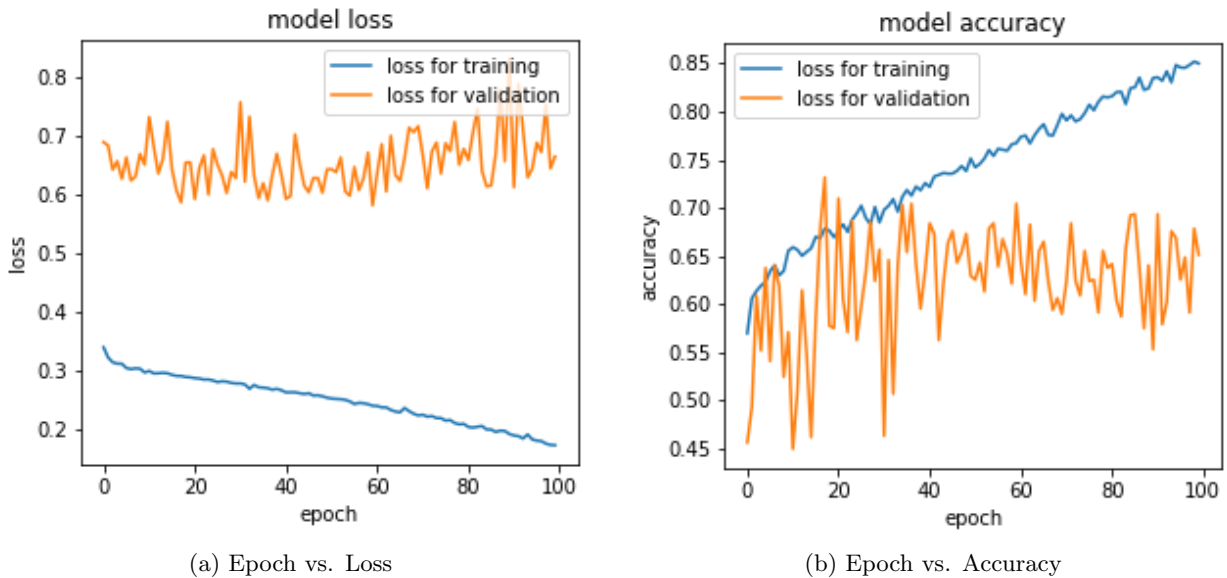 model loss
loss for training
loss for validation
0.8
0.7
0.6
0.5
0.4
0.3
0.2
loss
0 20 40 60 80 100
epoch
(a) Epoch vs. Loss
model accuracy
loss for training
loss for validation
0.85
0.80
0.75
0.70
0.65
0.60
0.55
0.50
0.45
accuracy
0 20 40 60 80 100
epoch
(b) Epoch vs. Accuracy